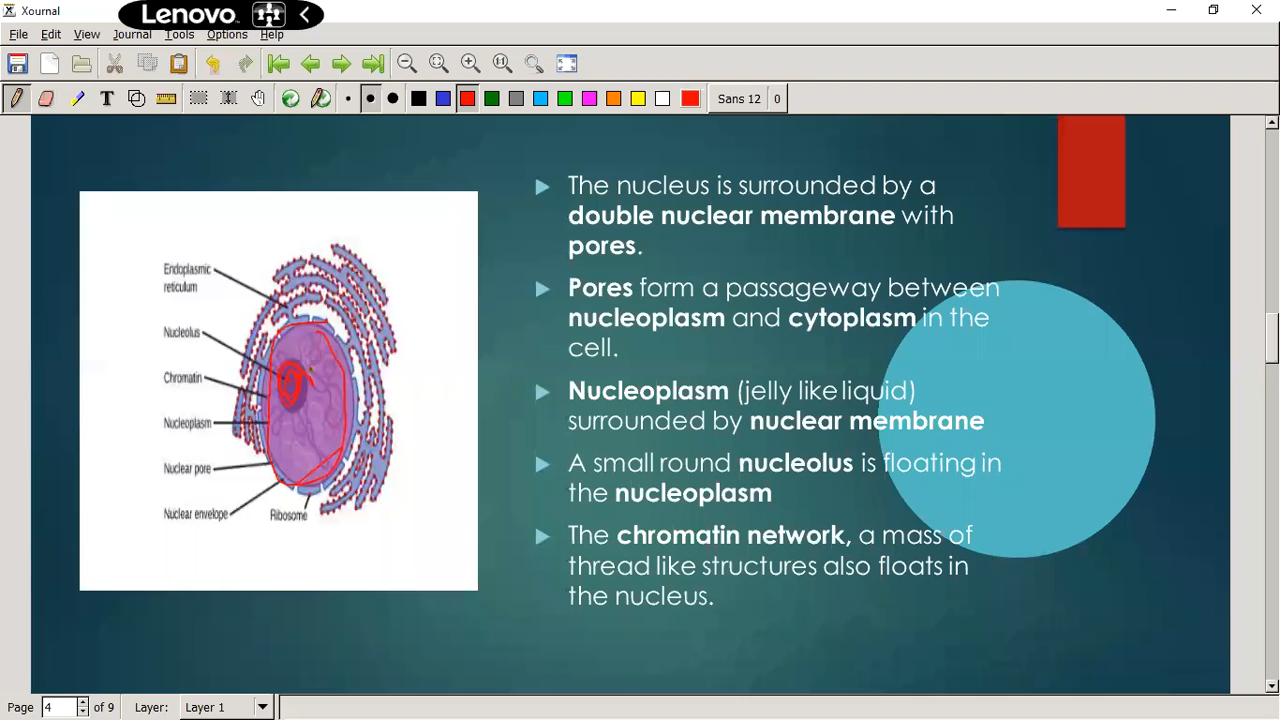 Xournal
Lenovo
File Edit View Journal Tools Options Help
Sans 12 0
The nucleus is surrounded by a
double nuclear membrane with
pores.
Pores form a passageway between
nucleoplasm and cytoplasm in the
cell.
Nucleoplasm (jelly like liquid)
surrounded by nuclear membrane
A small round nucleolus is floating in
the nucleoplasm
The chromatin network, a mass of
thread like structures also floats in
the nucleus.
Endoplasmic
reticulum
Nucleolus
Chromatin
Nucleoplasm
Nuclear pore
Nuclear envelope
Ribosome
Page 4 of 9 Layer: Layer 1